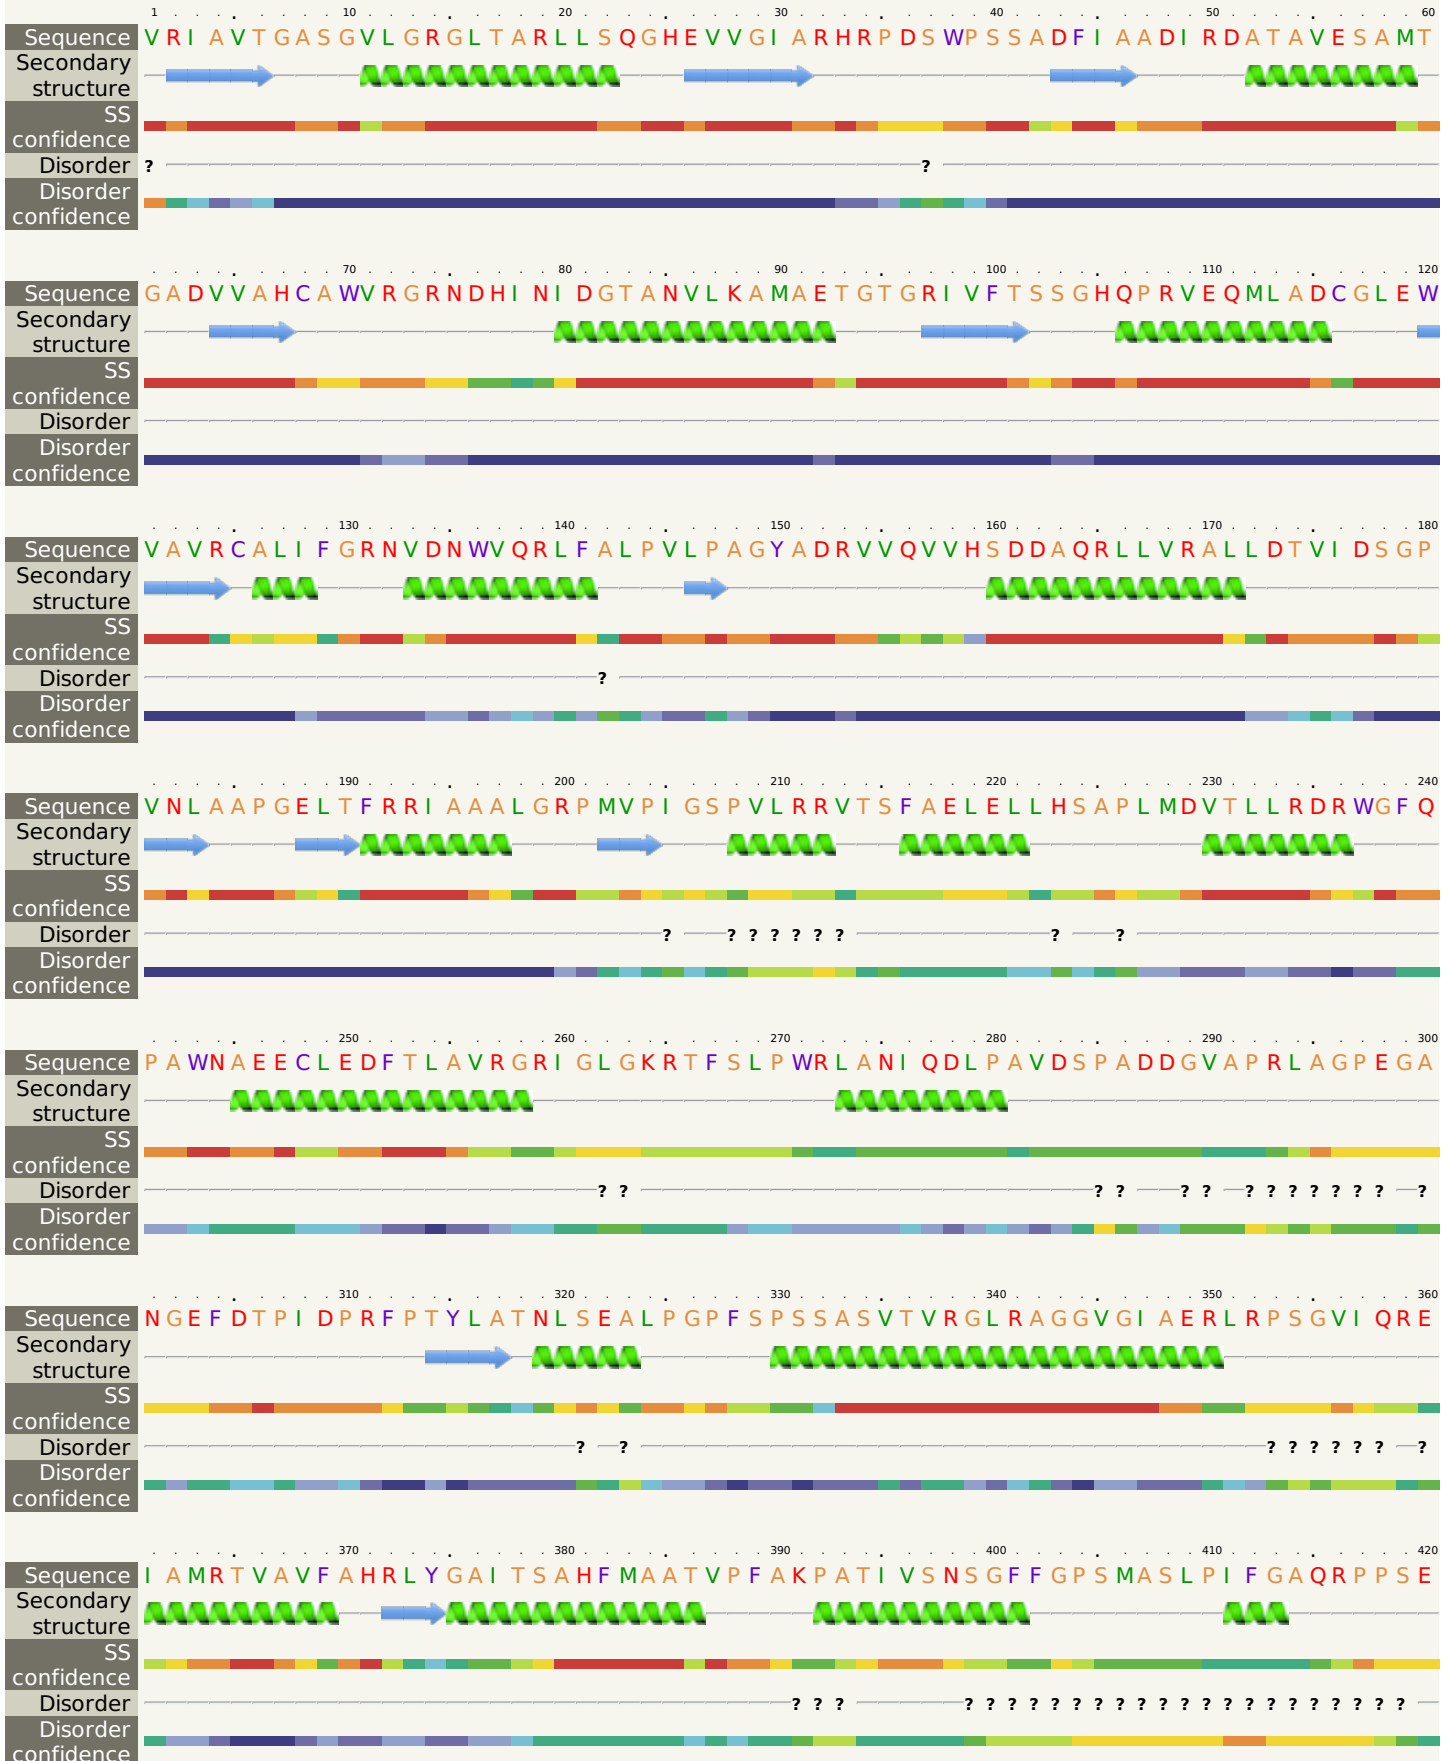 1 10 20 30 40 50 60
Sequence VRIAVTGASGVLGRGLTARLLSQGHEVVGIARHRPDSWPSSADFIAADIRDATAVESAMT
Secondary
structure
SS
confidence
Disorder ? ?
Disorder
confidence
70 80 90 100 110 120
Sequence GADVVAHCAWVRGRNDHINIDGTANVLKAMAETGTGRIVFTSSGHQPRVEQMLADCGLEW
Secondary
structure
SS
confidence
Disorder
Disorder
confidence
130 140 150 160 170 180
Sequence VAVRCALIFGRNVDNWVQRLFALPVLPAGYADRVVQVVHSDDAQRLLVRALLDTVIDSGP
Secondary
structure
SS
confidence
Disorder ?
Disorder
confidence
190 200 210 220 230 240
Sequence VNLAAPGELTFRRIAAALGRPMVPIGSPVLRRVTSFAELELLHSAPLMDVTLLRDRWGFQ
Secondary
structure
SS
confidence
Disorder ? ? ? ? ? ? ? ? ?
Disorder
confidence
250 260 270 280 290 300
Sequence PAWNAEECLEDFTLAVRGRIGLGKRTFSLPWRLANIQDLPAVDSPADDGVAPRLAGPEGA
Secondary
structure
SS
confidence
Disorder ? ? ? ? ? ? ? ? ? ? ? ? ? ?
Disorder
confidence
310 320 330 340 350 360
Sequence NGEFDTPIDPRFPTYLATNLSEALPGPFSPSSASVTVRGLRAGGVGIAERLRPSGVIQRE
Secondary
structure
SS
confidence
Disorder ? ? ? ? ? ? ? ? ?
Disorder
confidence
370 380 390 400 410 420
Sequence IAMRTVAVFAHRLYGAITSAHFMAATVPFAKPATIVSNSGFFGPSMASLPIFGAQRPPSE
Secondary
structure
SS
confidence
Disorder ? ? ? ? ? ? ? ? ? ? ? ? ? ? ? ? ? ? ? ? ? ? ? ?
Disorder
confidence